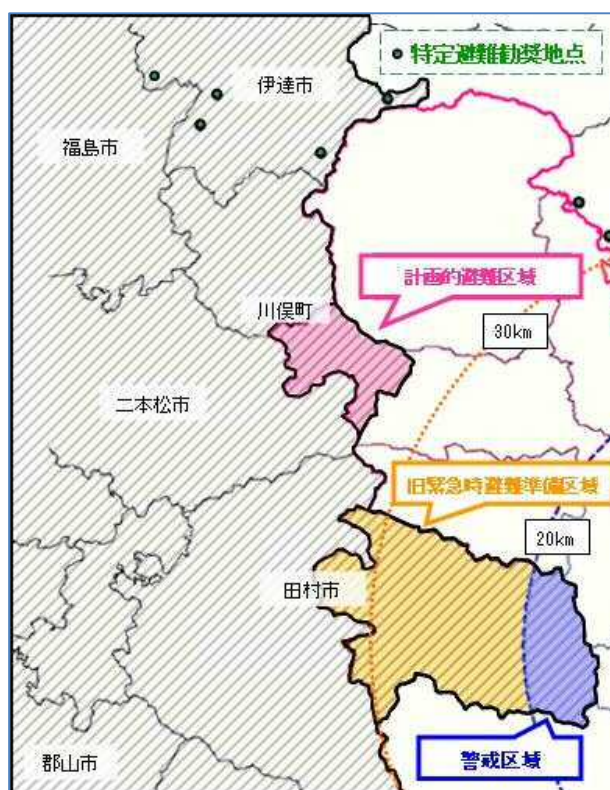 特定避難勧奨地点
伊達市
福島市
計画的避難区域
川俣町
30km
二本松市
旧緊急時避難準備区域
20km
田村市
警戒区域
郡山市